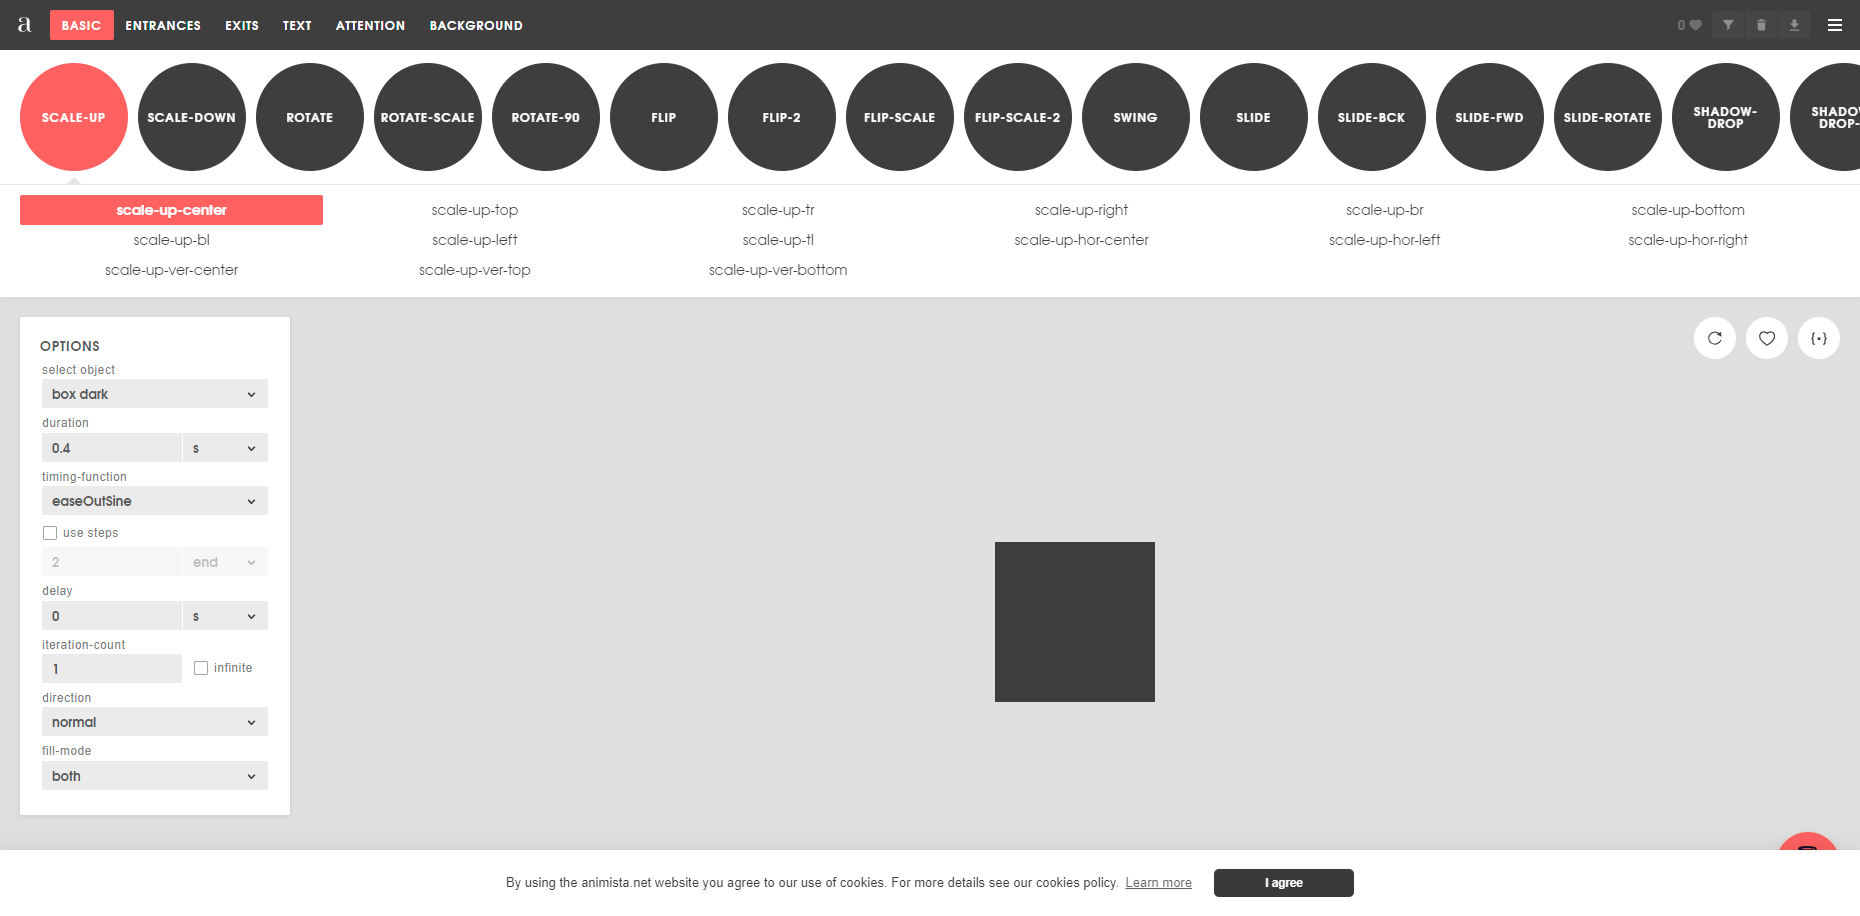 a BASIC ENTRANCES EXITS TEXT ATTENTION BACKGROUND 0
SCALE-UP SCALE-DOWN ROTATE ROTATE-SCALE ROTATE-90 FLIP FLIP-2 FLIP-SCALE FLIP-SCALE-2 SWING SLIDE SLIDE-BCK SLIDE-FWD SLIDE-ROTATE SHADOW-
DROP SHADOW
DROP-
scale-up-center scale-up-top scale-up-tr scale-up-right scale-up-br scale-up-bottom
scale-up-bl scale-up-left scale-up-tl scale-up-hor-center scale-up-hor-left scale-up-hor-right
scale-up-ver-center scale-up-ver-top scale-up-ver-bottom
OPTIONS
select object
box dark
duration
0.4 s
timing-function
easeOutSine
use steps
2 end
delay
0 s
iteration-count
1 infinite
direction
normal
fill-mode
both
{·}
By using the animista.net website you agree to our use of cookies. For more details see our cookies policy. Learn more I agree